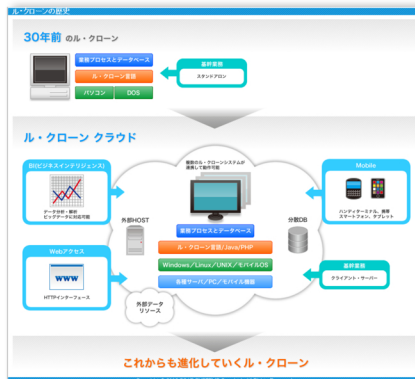 ル・クローンの歴史
30年前 のル・クローン
業務プロセスとデータベース
ル・クローン言語
パソコン
DOS
基幹業務
スタンドアロン
ル・クローン クラウド
BI(ビジネスインテリジェンス)
データ分析・解析
ビッグデータに対応可能
複数のル・クローンシステムが
連携して動作可能
Mobile
ハンディターミナル、携帯
スマートフォン、タブレット
外部HOST
分散DB
業務プロセスとデータベース
ル・クローン言語/Java/PHP
Windows/Linux/UNIX/モバイルOS
各種サーバ/PC/モバイル機器
Webアクセス
WWW
HTTPインターフェース
基幹業務
クライアント・サーバー
外部データ
リソース
これからも進化していくル・クローン